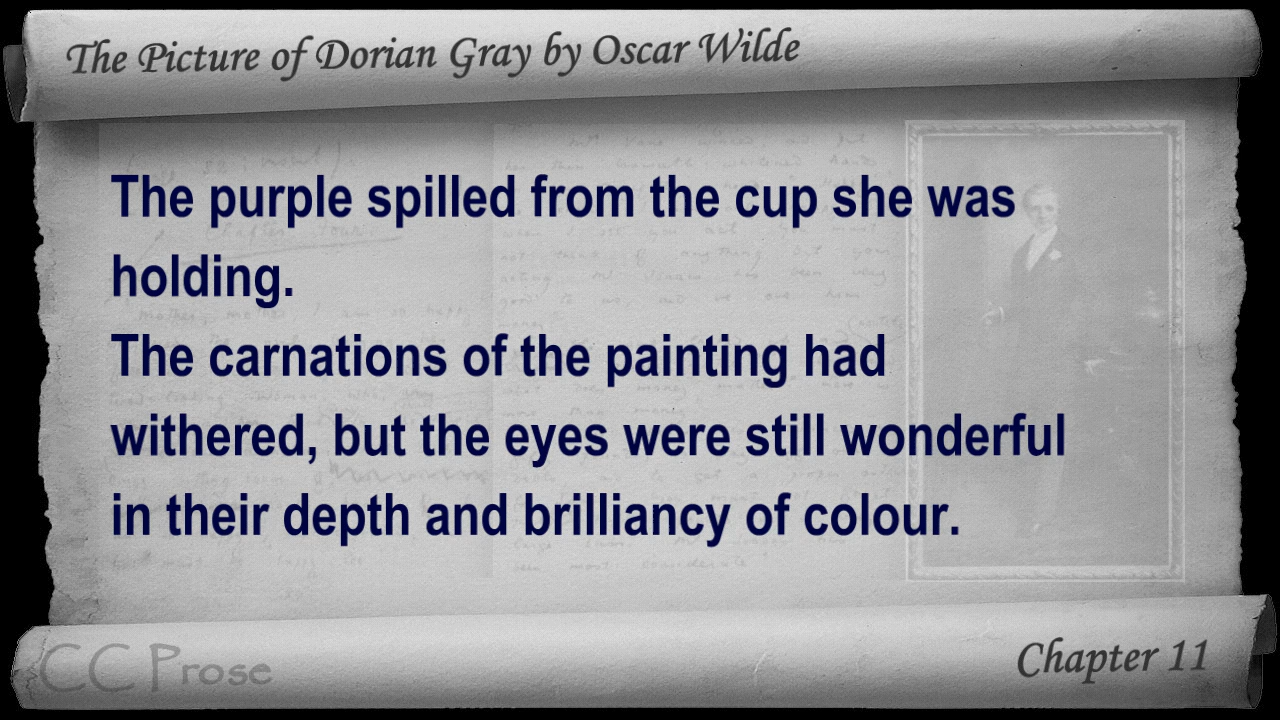 The Picture of Dorian Gray by Oscar Wilde
The purple spilled from the cup she was
holding.
The carnations of the painting had
withered, but the eyes were still wonderful
in their depth and brilliancy of colour.
CC Prose
Chapter 11